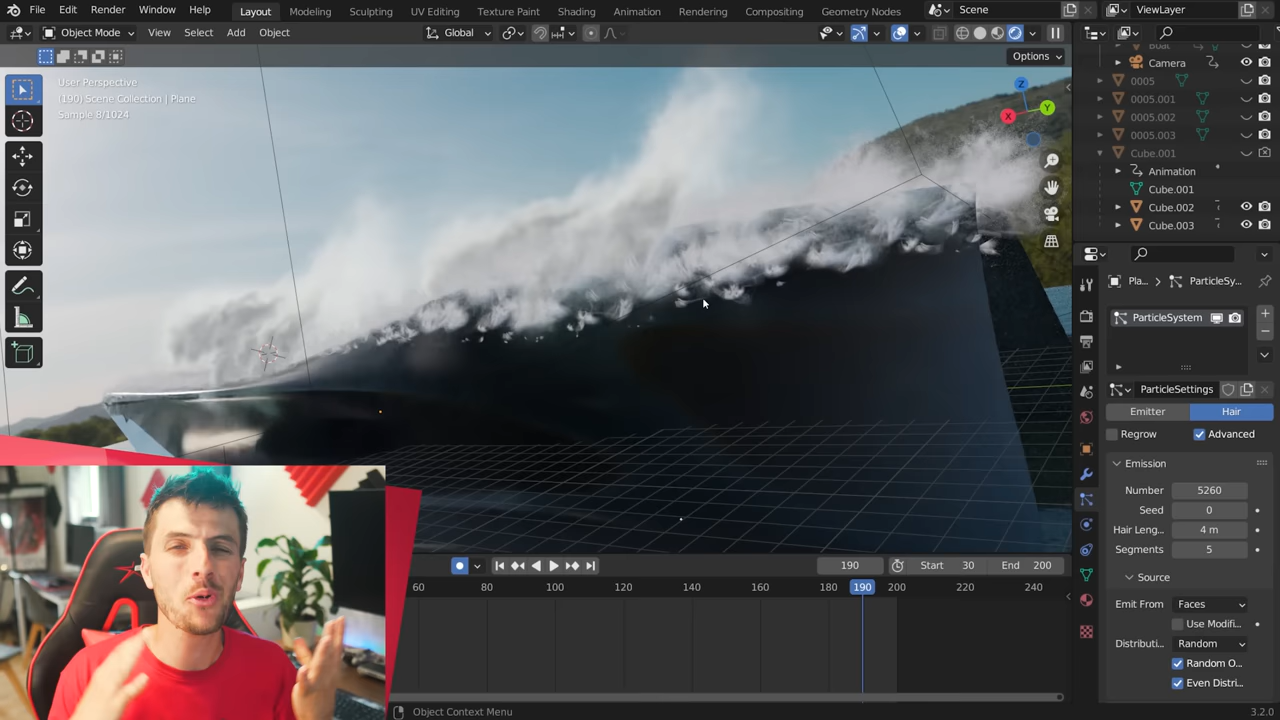 File Edit Render Window Help Layout Modeling Sculpting UV Editing Texture Paint Shading Animation Rendering Compositing Geometry Nodes Scene ViewLayer
Object Mode View Select Add Object Global
Options
User Perspective
(190) Scene Collection | Plane
Sample 8/1024
Z
Y
X
Boat
Camera
0005
0005.001
0005.002
0005.003
Cube.001
Animation
Cube.001
Cube.002
Cube.003
Pla... ParticleSy...
ParticleSystem
ParticleSettings
Emitter Hair
Regrow Advanced
Emission
Number 5260
Seed 0
Hair Leng... 4 m
Segments 5
Source
Emit From Faces
Use Modifi...
Distributi... Random
Random O...
Even Distri...
190 Start 30 End 200
60 80 100 120 140 160 180 190 200 220 240
Object Context Menu
3.2.0